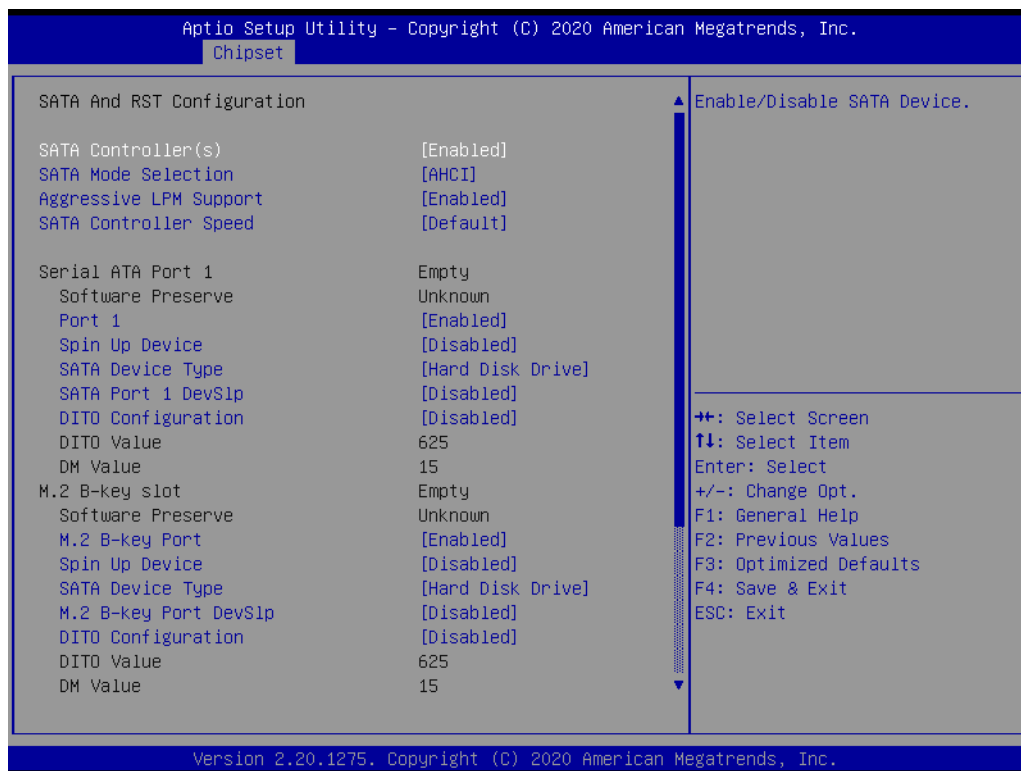 Aptio Setup Utility – Copyright (C) 2020 American Megatrends, Inc.
Chipset
SATA And RST Configuration
SATA Controller(s) [Enabled]
SATA Mode Selection [AHCI]
Aggressive LPM Support [Enabled]
SATA Controller Speed [Default]
Serial ATA Port 1 Empty
Software Preserve Unknown
Port 1 [Enabled]
Spin Up Device [Disabled]
SATA Device Type [Hard Disk Drive]
SATA Port 1 DevSlp [Disabled]
DITO Configuration [Disabled]
DITO Value 625
DM Value 15
M.2 B-key slot Empty
Software Preserve Unknown
M.2 B-key Port [Enabled]
Spin Up Device [Disabled]
SATA Device Type [Hard Disk Drive]
M.2 B-key Port DevSlp [Disabled]
DITO Configuration [Disabled]
DITO Value 625
DM Value 15
Enable/Disable SATA Device.
→←: Select Screen
↑↓: Select Item
Enter: Select
+/-: Change Opt.
F1: General Help
F2: Previous Values
F3: Optimized Defaults
F4: Save & Exit
ESC: Exit
Version 2.20.1275. Copyright (C) 2020 American Megatrends, Inc.